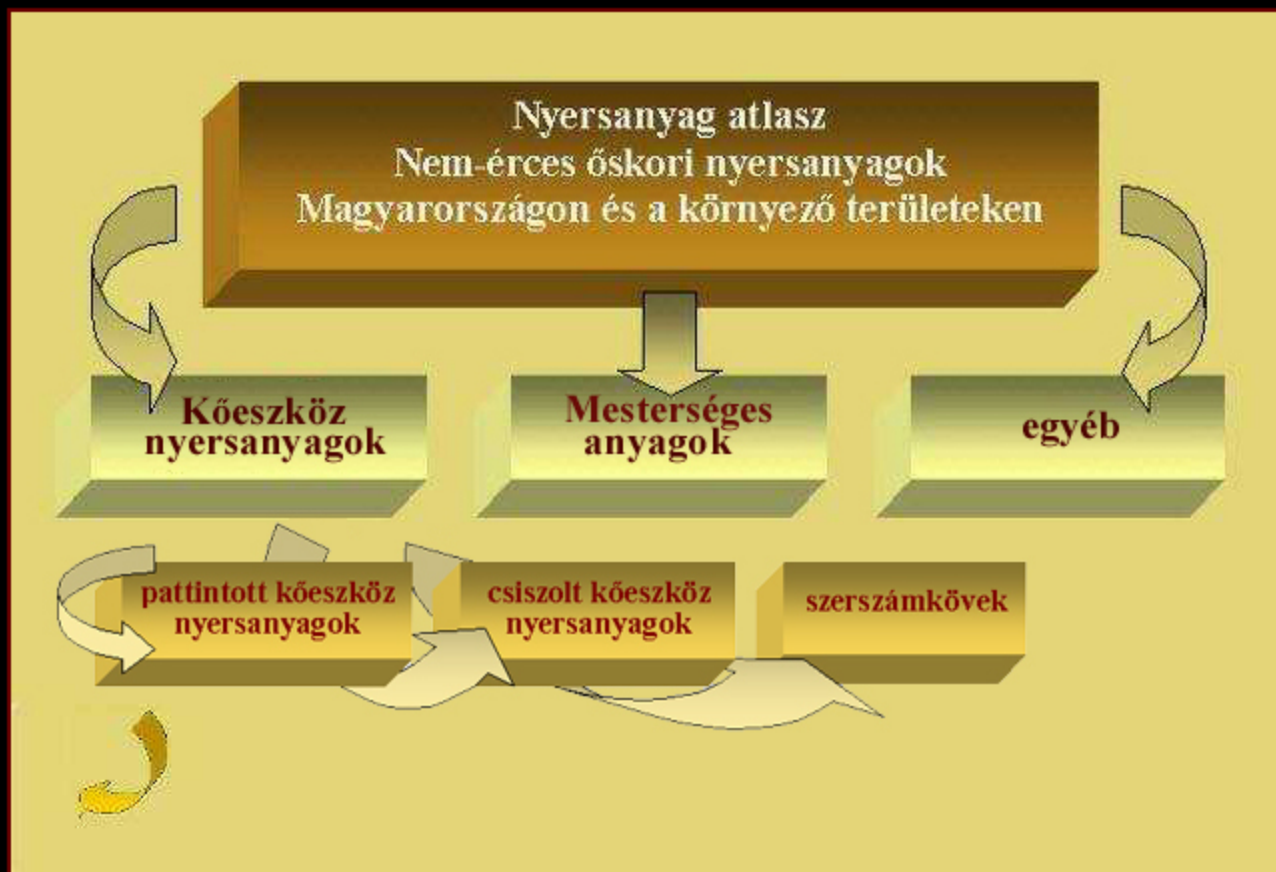 Nyersanyag atlasz
Nem-érces őskori nyersanyagok
Magyarországon és a környező területeken
Kőeszköz
nyersanyagok
Mesterséges
anyagok
egyéb
pattintott kőeszköz
nyersanyagok
csiszolt kőeszköz
nyersanyagok
szerszámkövek